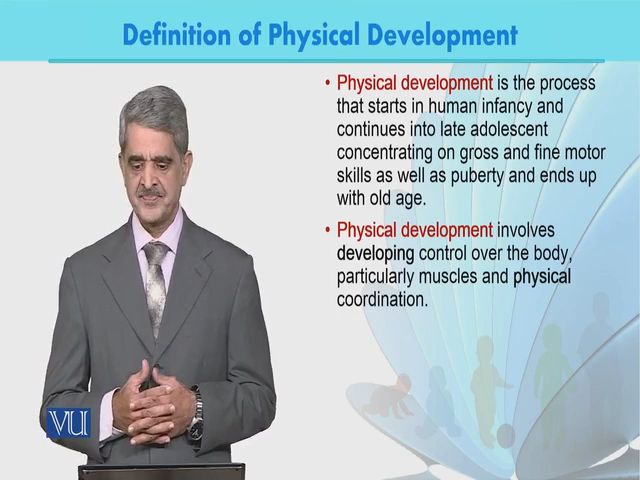 Definition of Physical Development
• Physical development is the process
that starts in human infancy and
continues into late adolescent
concentrating on gross and fine motor
skills as well as puberty and ends up
with old age.
• Physical development involves
developing control over the body,
particularly muscles and physical
coordination.
VU